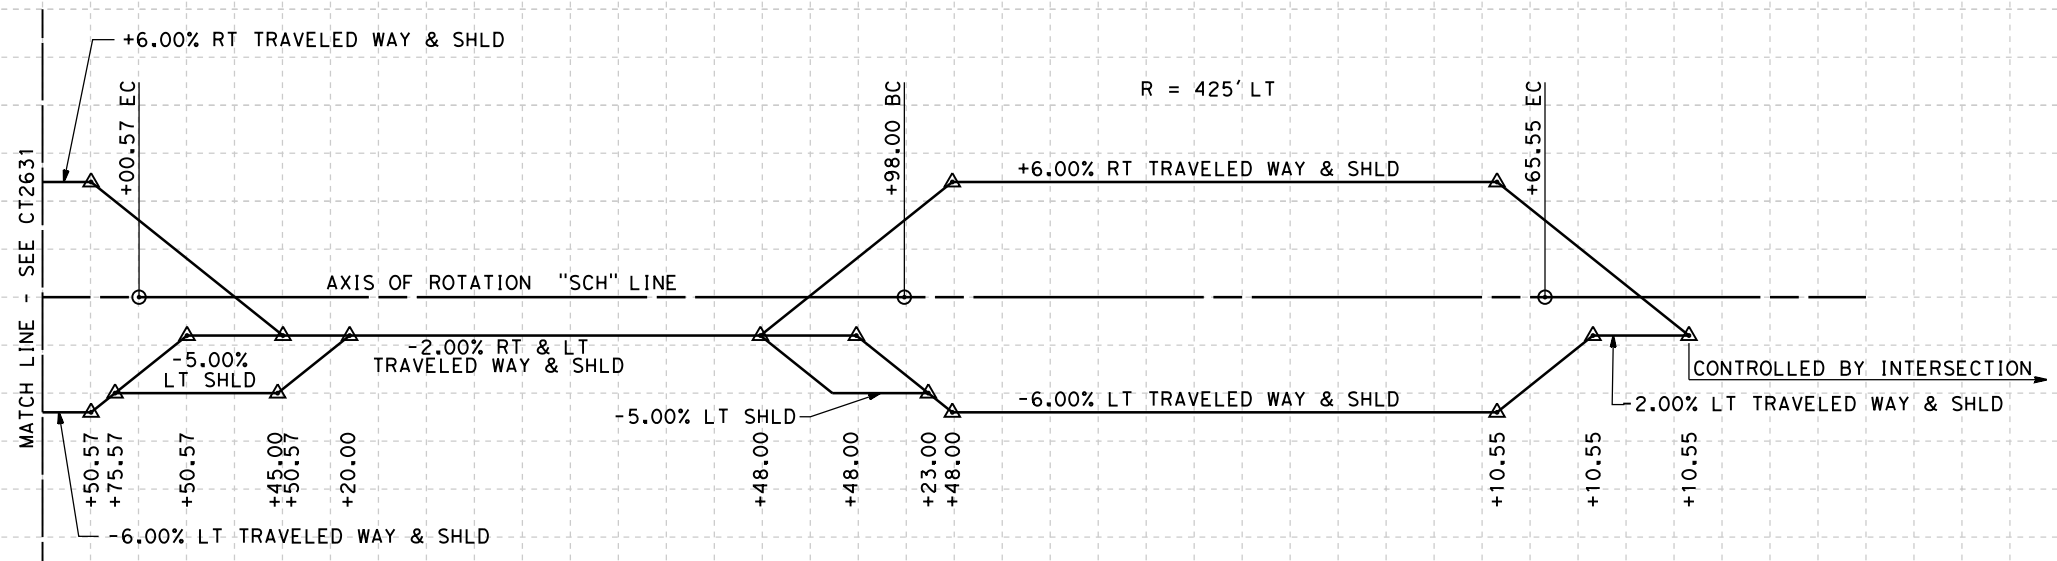 +6.00% RT TRAVELED WAY & SHLD
+00.57 EC
+98.00 BC
R = 425' LT
+65.55 EC
MATCH LINE - SEE CT2631
+6.00% RT TRAVELED WAY & SHLD
AXIS OF ROTATION "SCH" LINE
-5.00%
LT SHLD
-2.00% RT & LT
TRAVELED WAY & SHLD
-5.00% LT SHLD
-6.00% LT TRAVELED WAY & SHLD
CONTROLLED BY INTERSECTION
-2.00% LT TRAVELED WAY & SHLD
+50.57
+75.57
+50.57
+45.00
+50.57
+20.00
+48.00
+48.00
+23.00
+48.00
+10.55
+10.55
+10.55
-6.00% LT TRAVELED WAY & SHLD